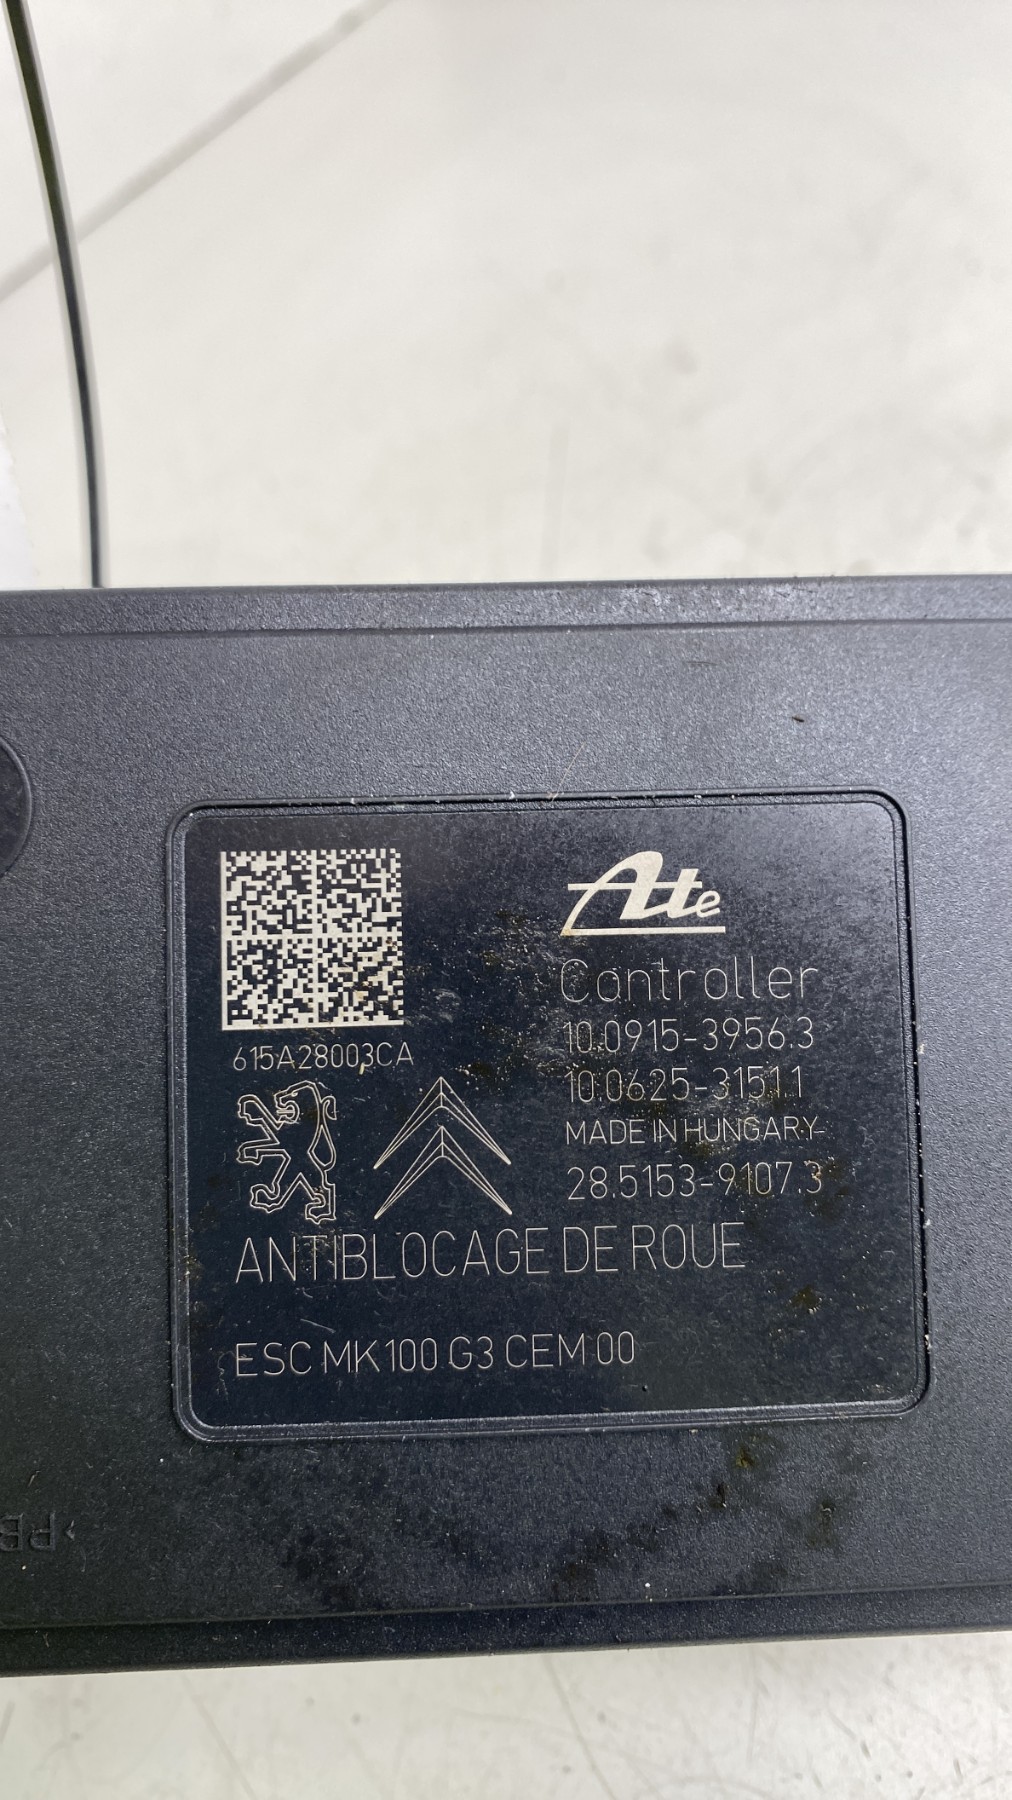 Ate
Controller
10.0915-3956.3
10.0625-3151.1
MADE IN HUNGARY
28.5153-9107.3
615A28003CA
ANTIBLOCAGE DE ROUE
ESC MK100 G3 CEM 00
>PB